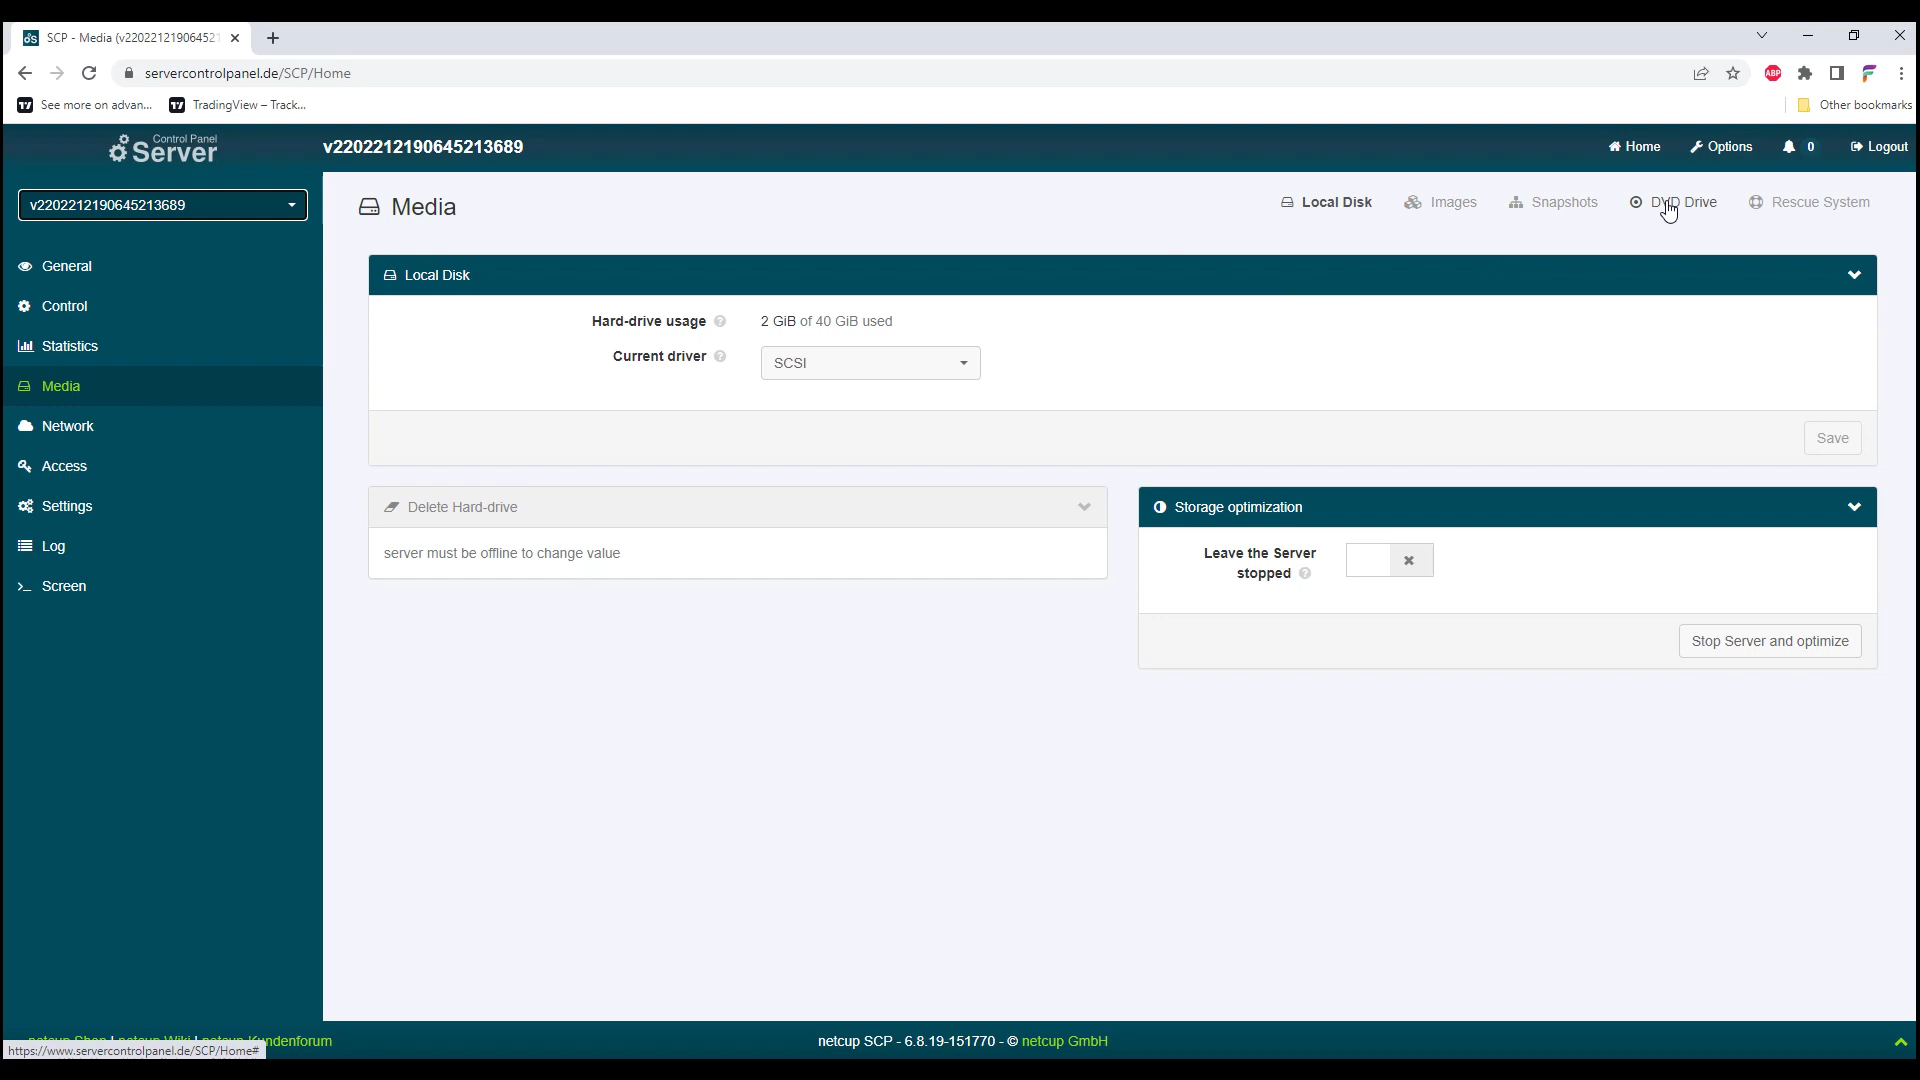 SCP - Media (v220221219064521
servercontrolpanel.de/SCP/Home
ABP
See more on advan...
TradingView – Track...
Other bookmarks
Control Panel
Server
v2202212190645213689
Home
Options
0
Logout
v2202212190645213689
General
Control
Statistics
Media
Network
Access
Settings
Log
Screen
Media
Local Disk
Images
Snapshots
DVD Drive
Rescue System
Local Disk
Hard-drive usage
2 GiB of 40 GiB used
Current driver
SCSI
Save
Delete Hard-drive
server must be offline to change value
Storage optimization
Leave the Server
stopped
Stop Server and optimize
netcup Shop | netcup Wiki | netcup Kundenforum
https://www.servercontrolpanel.de/SCP/Home#
netcup SCP - 6.8.19-151770 - © netcup GmbH